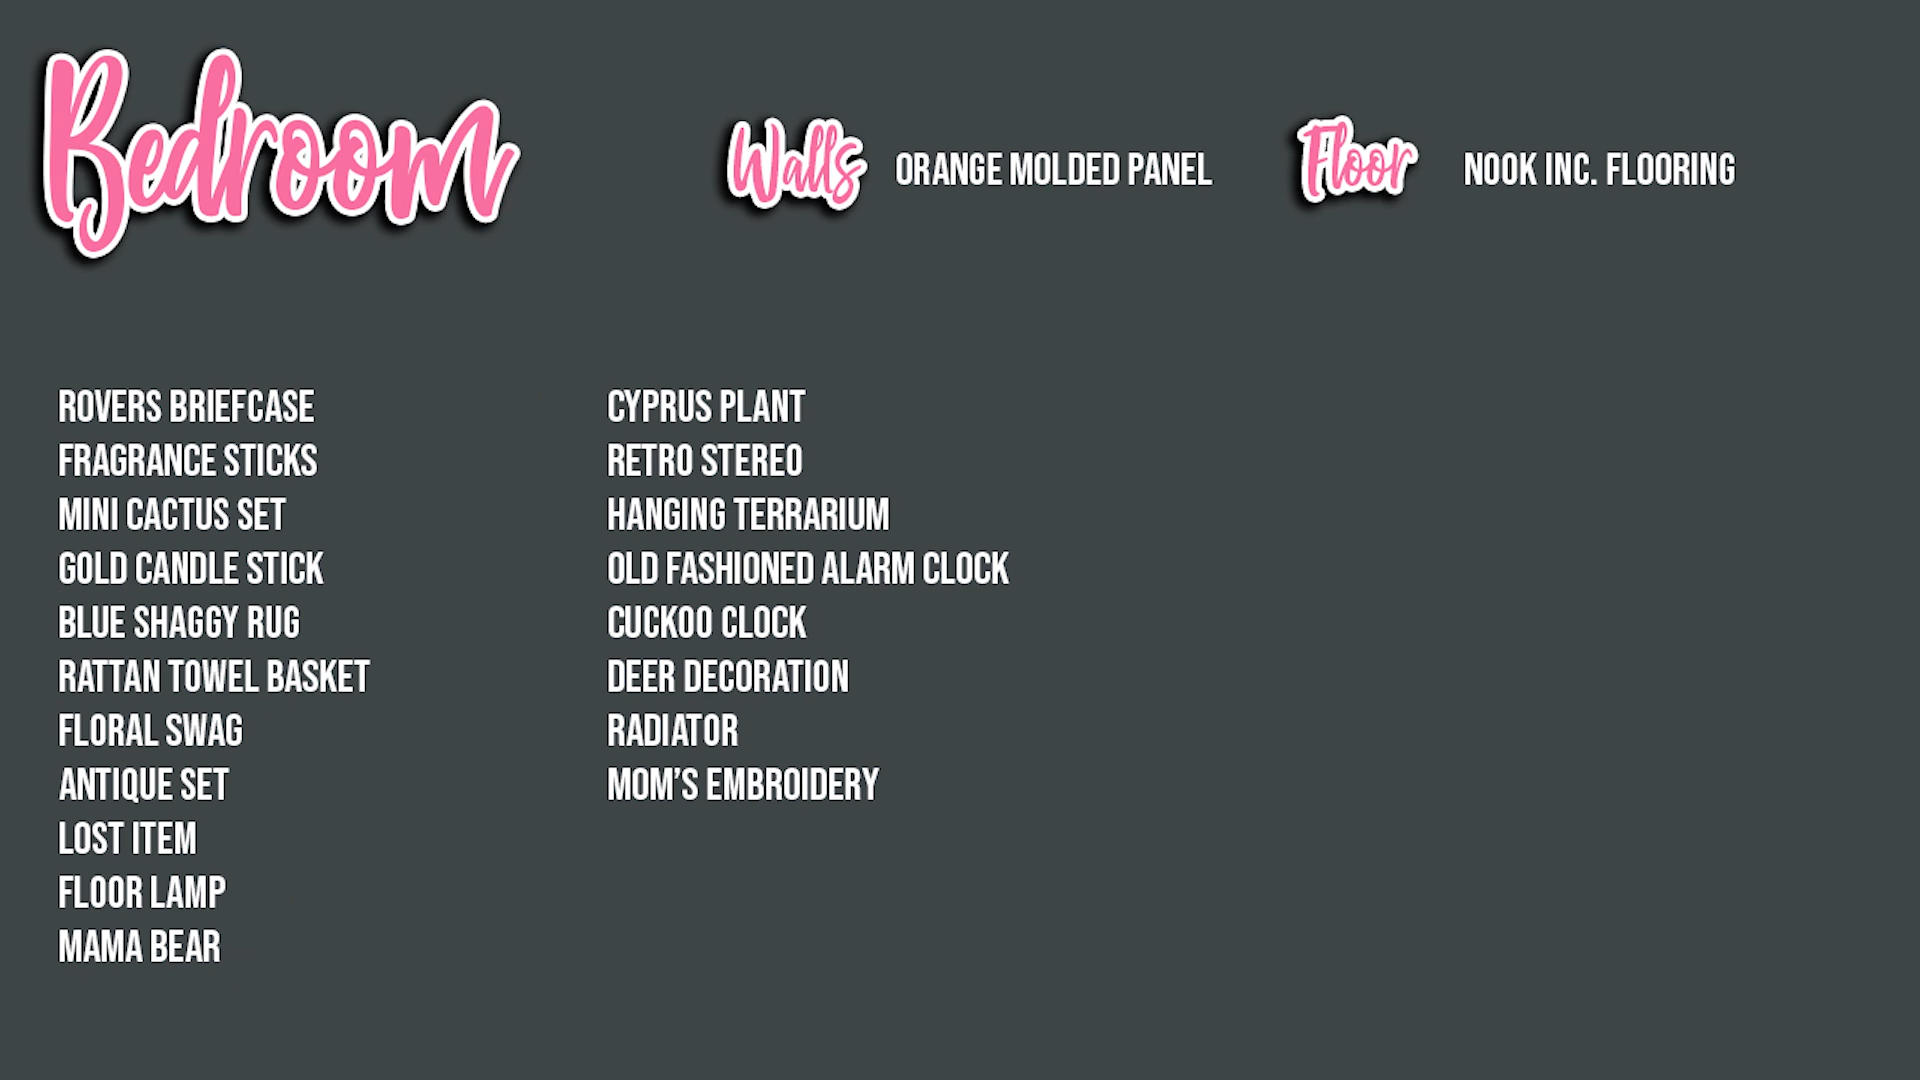 Bedroom
Walls ORANGE MOLDED PANEL
Floor NOOK INC. FLOORING
ROVERS BRIEFCASE
FRAGRANCE STICKS
MINI CACTUS SET
GOLD CANDLE STICK
BLUE SHAGGY RUG
RATTAN TOWEL BASKET
FLORAL SWAG
ANTIQUE SET
LOST ITEM
FLOOR LAMP
MAMA BEAR
CYPRUS PLANT
RETRO STEREO
HANGING TERRARIUM
OLD FASHIONED ALARM CLOCK
CUCKOO CLOCK
DEER DECORATION
RADIATOR
MOM'S EMBROIDERY